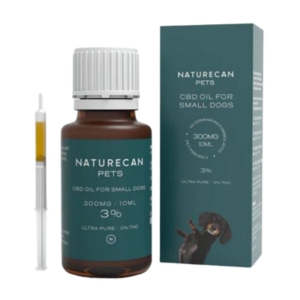 NATURECAN
PETS
CBD OIL FOR SMALL DOGS
300MG / 10ML
3%
ULTRA PURE | 0% THC
NATURECAN
PETS
CBD OIL FOR
SMALL DOGS
300MG
10ML
3%
ULTRA PURE | 0% THC